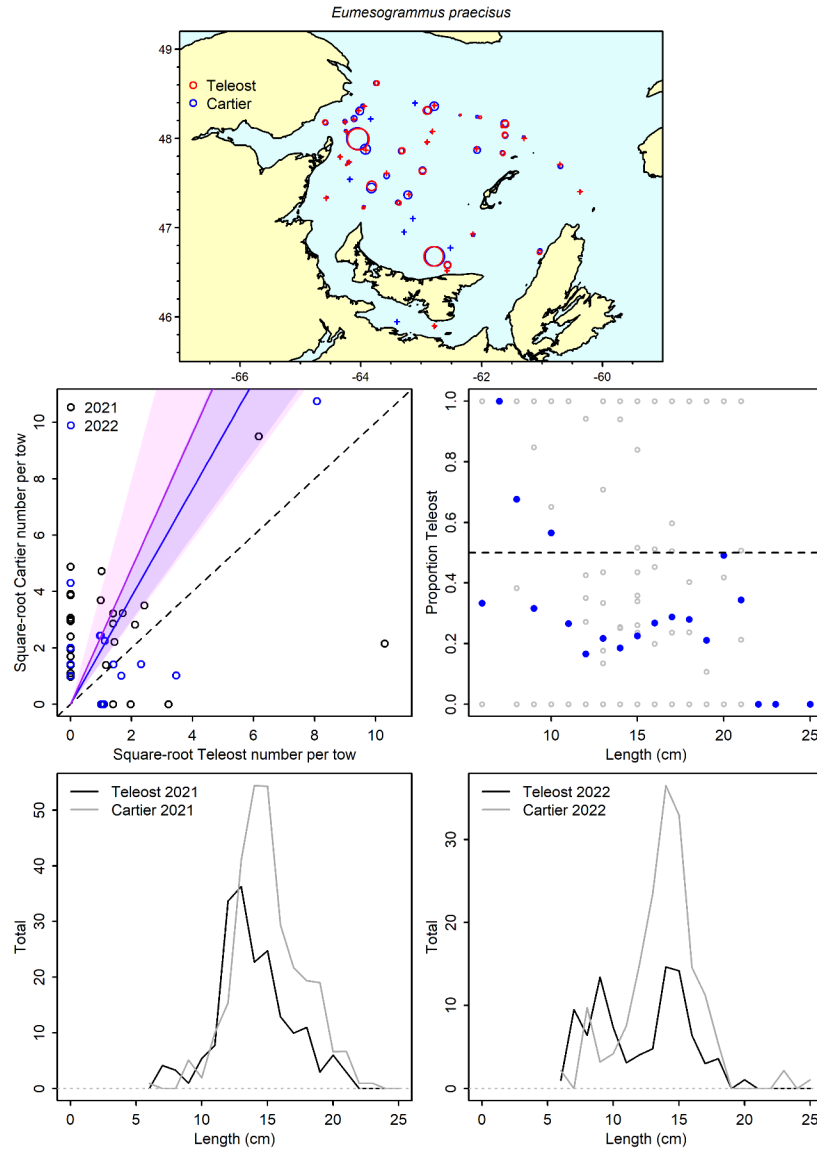 Eumesogrammus praecisus
49
48
47
46
Teleost
Cartier
-66 -64 -62 -60
Square-root Cartier number per tow
10
8
6
4
2
0
2021
2022
0 2 4 6 8 10
Square-root Teleost number per tow
Proportion Teleost
1.0
0.8
0.6
0.4
0.2
0.0
10 15 20 25
Length (cm)
Total
50
40
30
20
10
0
Teleost 2021
Cartier 2021
0 5 10 15 20 25
Length (cm)
Total
30
20
10
0
Teleost 2022
Cartier 2022
0 5 10 15 20 25
Length (cm)